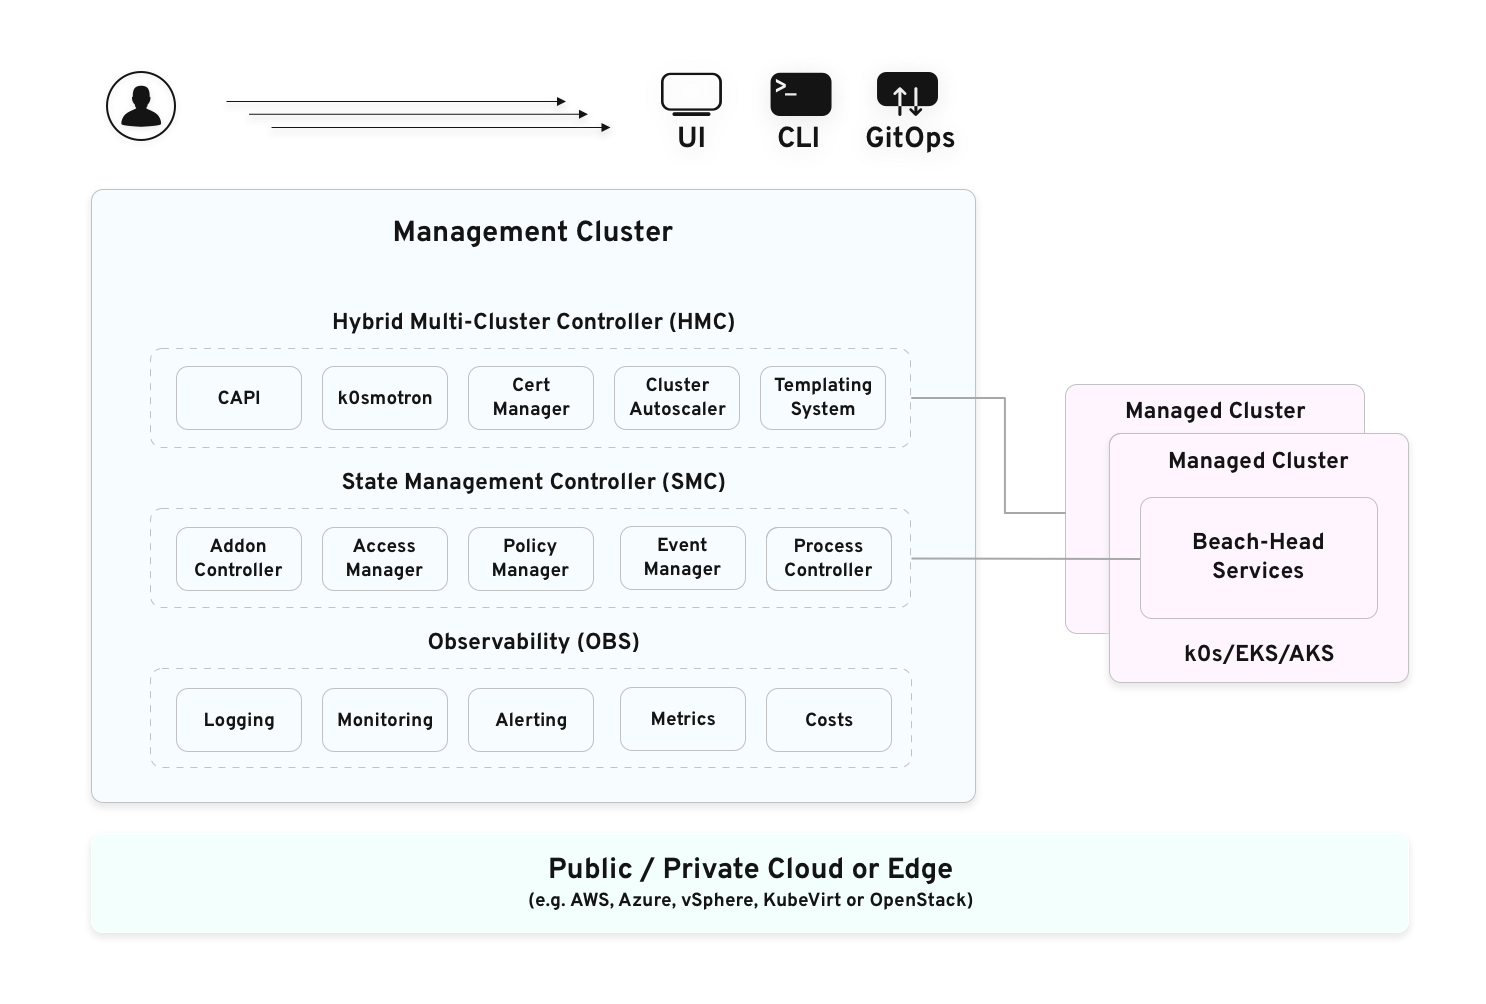 >_
UI
CLI
GitOps
Management Cluster
Hybrid Multi-Cluster Controller (HMC)
CAPI
k0smotron
Cert
Manager
Cluster
Autoscaler
Templating
System
State Management Controller (SMC)
Addon
Controller
Access
Manager
Policy
Manager
Event
Manager
Process
Controller
Observability (OBS)
Logging
Monitoring
Alerting
Metrics
Costs
Managed Cluster
Managed Cluster
Beach-Head
Services
k0s/EKS/AKS
Public / Private Cloud or Edge
(e.g. AWS, Azure, vSphere, KubeVirt or OpenStack)